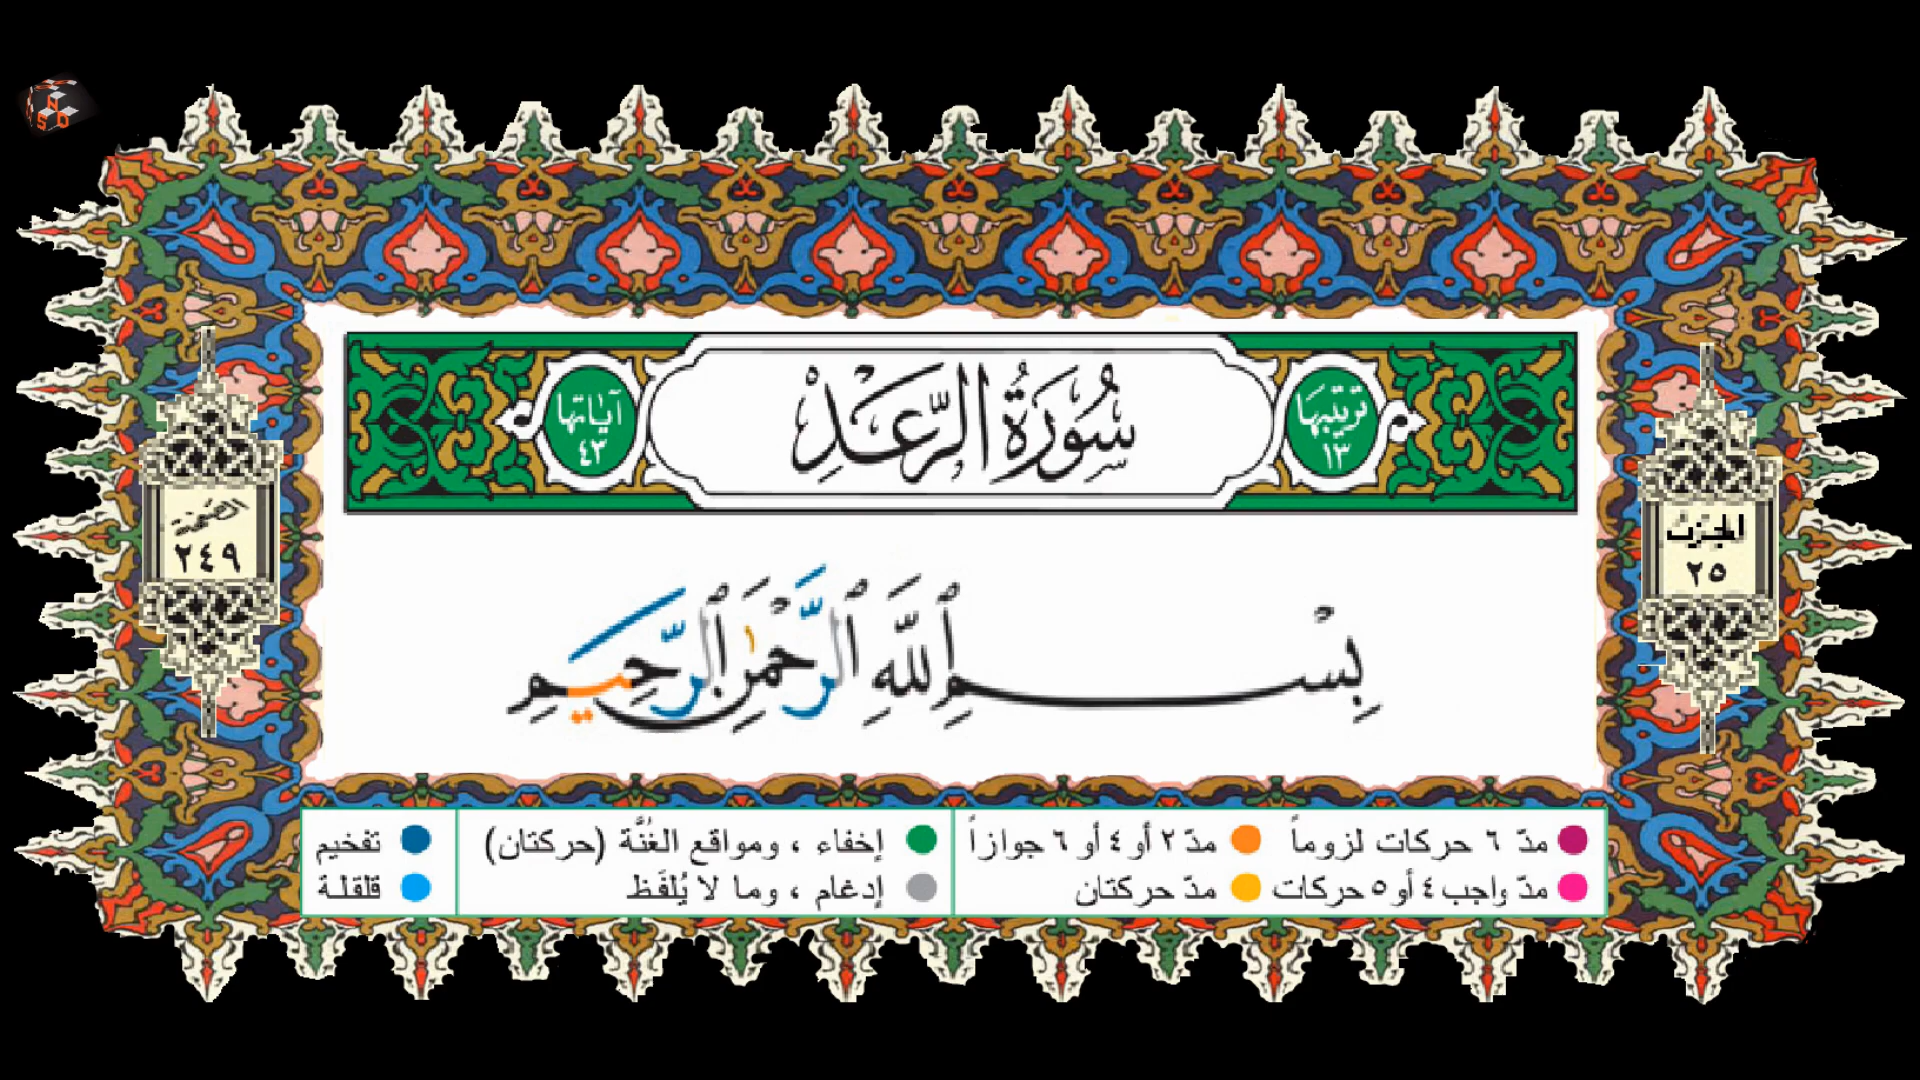 ترتيبها
١٣
سُورَةُ الرَّعْدِ
آياتها
٤٣
الحزب
٢٥
الصفحة
٢٤٩
بِسْمِ ٱللَّهِ ٱلرَّحْمَٰنِ ٱلرَّحِيمِ
مدّ ٦ حركات لزوماً
مدّ ٢ أو ٤ أو ٦ جوازاً
إخفاء ، ومواقع الغُنَّة (حركتان)
تفخيم
مدّ واجب ٤ أو ٥ حركات
مدّ حركتان
إدغام ، وما لا يُلفَظ
قلقلة